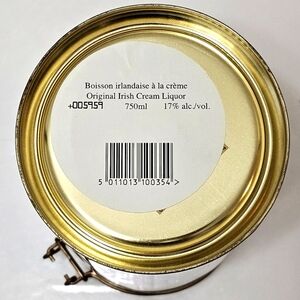 Boisson irlandaise à la crème
Original Irish Cream Liquor
+005959 750ml 17% alc./vol.
5 011013 100354 >